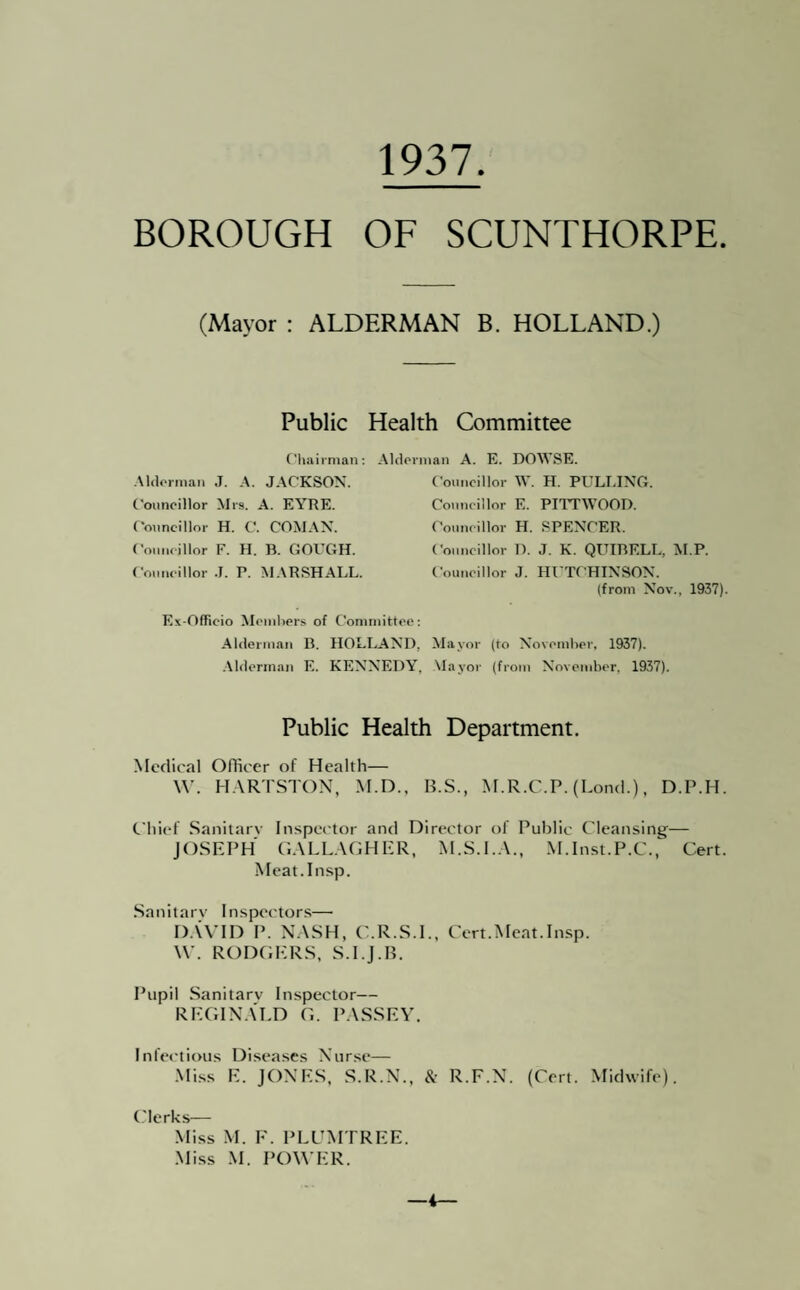 1937.
BOROUGH OF SCUNTHORPE.
(Mayor : ALDERMAN B. HOLLAND.)
Public Health Committee
Chairman: Alderman A. E. DOWSE.
Alderman J. A. JACKSON. Councillor W. H. PULLING.
Councillor Mrs. A. EYRE. Councillor E. PITTWOOD.
Councillor H. C. COMAN. Councillor H. SPENCER.
Councillor F. H. B. GOUGH. Councillor D. J. K. QUIBELL, M.P.
Councillor J. P. MARSHALL. Councillor J. HUTCHINSON.
(from Nov., 1937).
Ex-Officio Members of Committee:
Alderman B. HOLLAND, Mayor (to November, 1937).
Alderman E. KENNEDY, Mayor (from November, 1937).
Public Health Department.
Medical Officer of Health—
W. HARTSTON, M.D., B.S., M.R.C.P.(Lond.), D.P.H.
Chief Sanitary Inspector and Director of Public Cleansing—
JOSEPH GALLAGHER, M.S.I.A., M.Inst.P.C., Cert.
Meat.Insp.
Sanitary Inspectors—
DAVID P. NASH, C.R.S.I., Cert.Meat.Insp.
W. RODGERS, S.I.J.B.
Pupil Sanitary Inspector—
REGINALD G. PASSEY.
Infectious Diseases Nurse—
Miss E. JONES, S.R.N., & R.F.N. (Cert. Midwife).
Clerks—
Miss M. F. PLUMTREE.
Miss M. POWER.
—4—